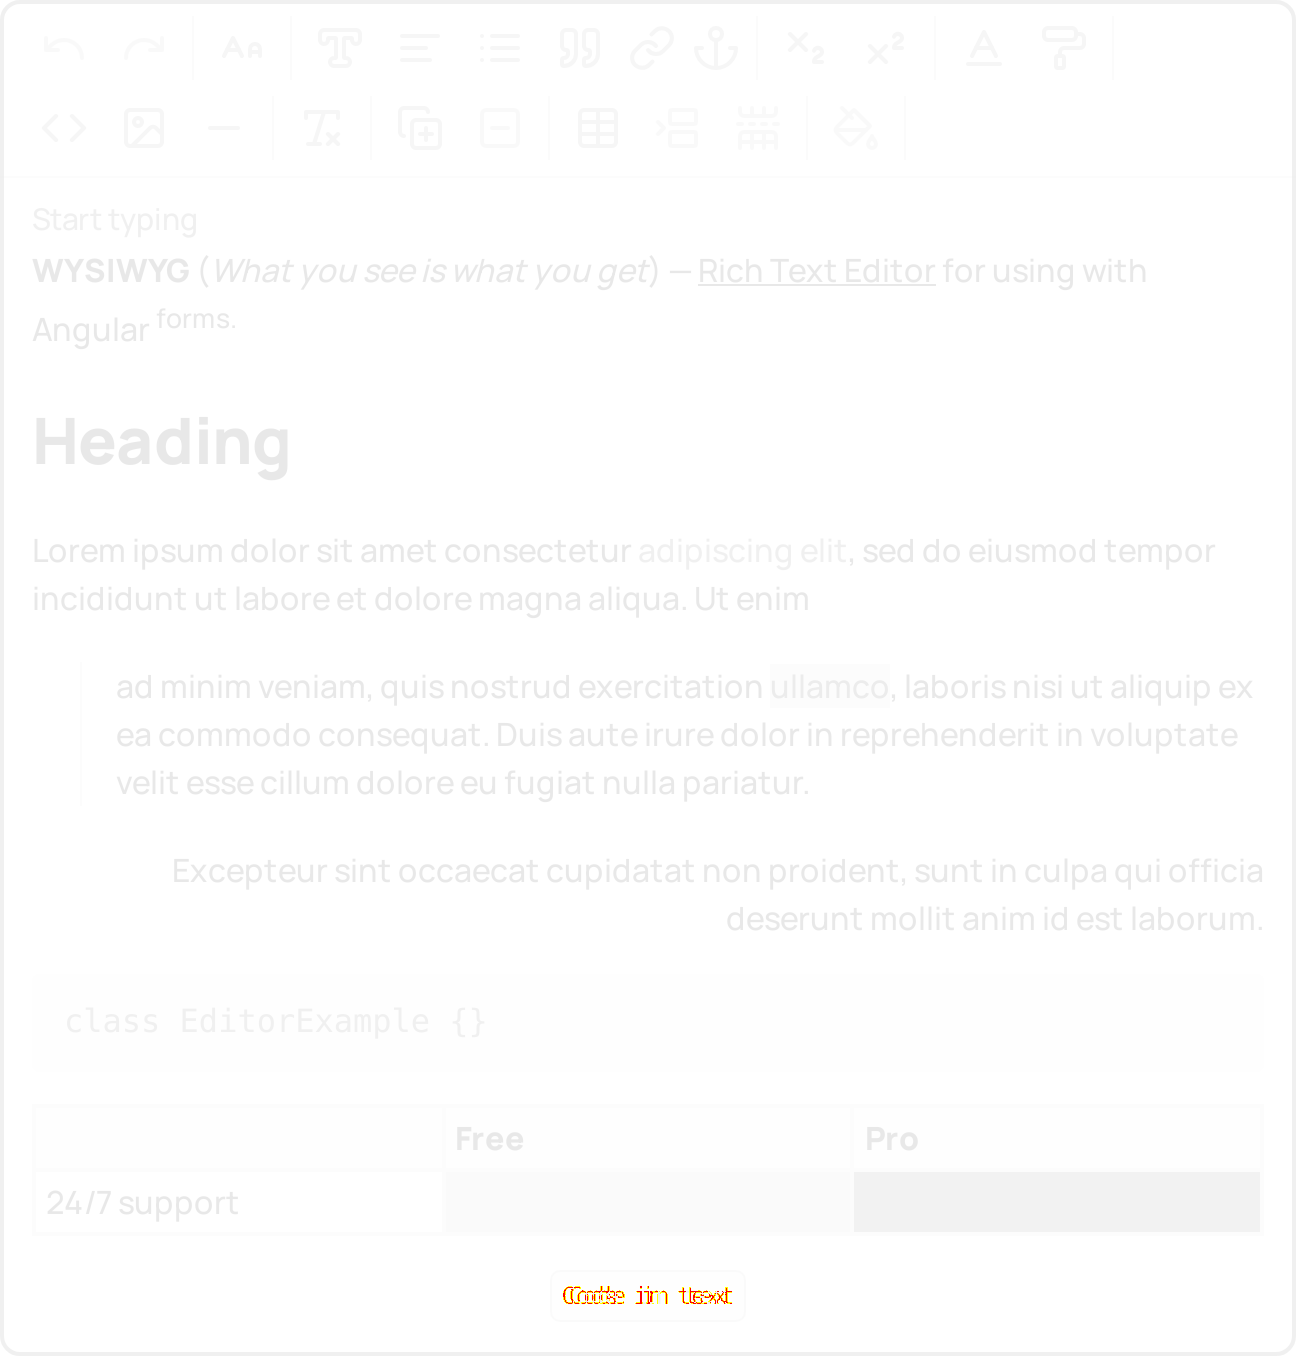 Start typing
WYSIWYG (What you see is what you get) — Rich Text Editor for using with
Angular forms.
Heading
Lorem ipsum dolor sit amet consectetur adipiscing elit, sed do eiusmod tempor
incididunt ut labore et dolore magna aliqua. Ut enim
ad minim veniam, quis nostrud exercitation ullamco, laboris nisi ut aliquip ex
ea commodo consequat. Duis aute irure dolor in reprehenderit in voluptate
velit esse cillum dolore eu fugiat nulla pariatur.
Excepteur sint occaecat cupidatat non proident, sunt in culpa qui officia
deserunt mollit anim id est laborum.
class EditorExample {}
Free Pro
24/7 support
Code in text